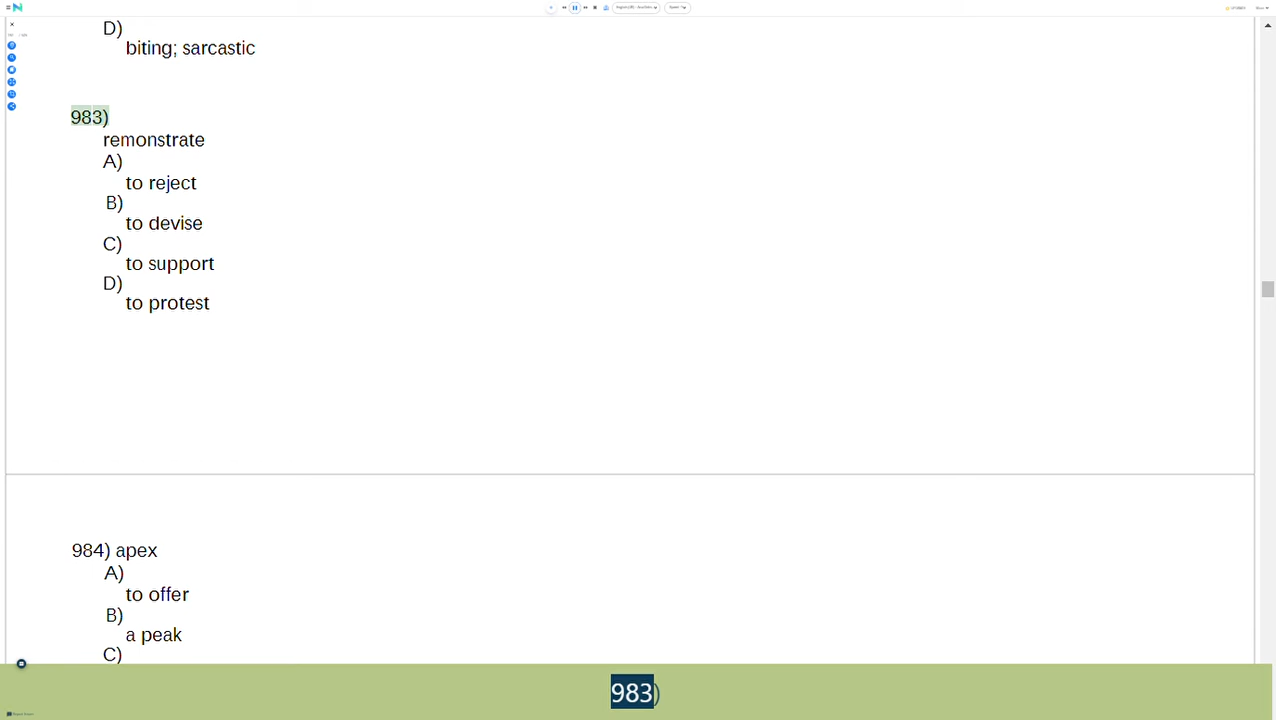 D)
biting; sarcastic
983)
remonstrate
A)
to reject
B)
to devise
C)
to support
D)
to protest
984) apex
A)
to offer
B)
a peak
C)
983)